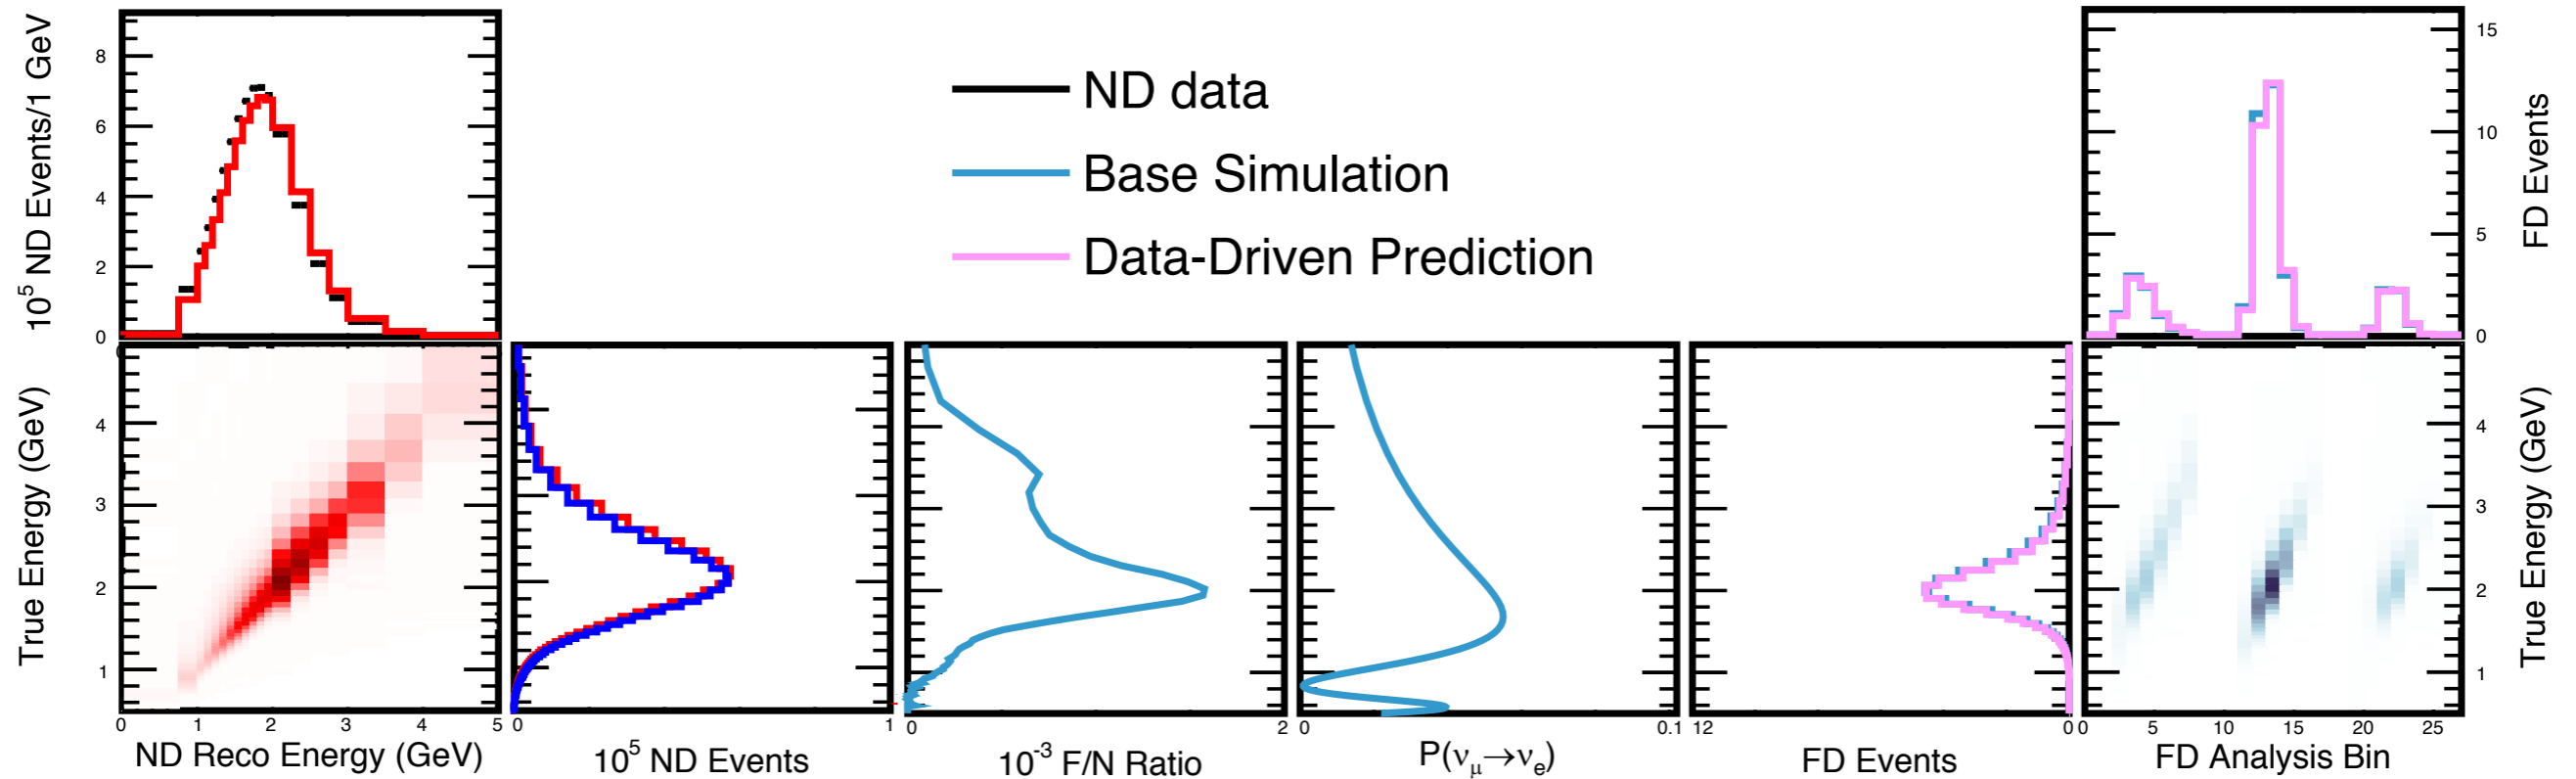 10⁵ ND Events/1 GeV
8
6
4
2
0
ND data
Base Simulation
Data-Driven Prediction
15
10
5
0
FD Events
True Energy (GeV)
4
3
2
1
0 1 2 3 4 5
ND Reco Energy (GeV)
0 1
10⁵ ND Events
0 2
10⁻³ F/N Ratio
0 0.1
P(νμ→νe)
12 0
FD Events
0 5 10 15 20 25
FD Analysis Bin
4
3
2
1
True Energy (GeV)